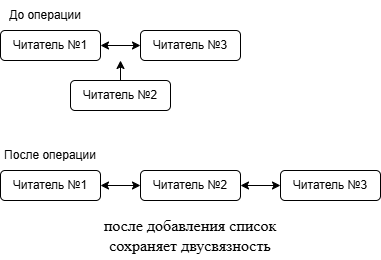 До операции
Читатель №1 Читатель №3
Читатель №2
После операции
Читатель №1 Читатель №2 Читатель №3
после добавления список
сохраняет двусвязность